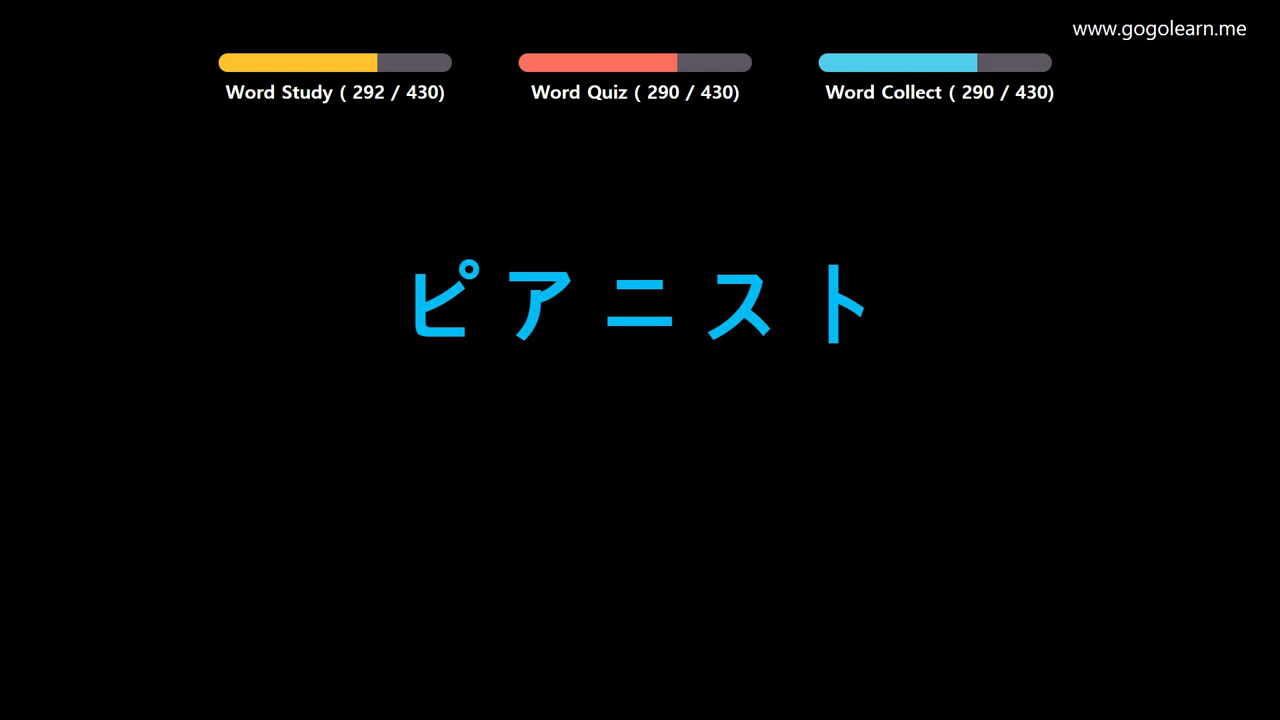 www.gogolearn.me
Word Study ( 292 / 430)
Word Quiz ( 290 / 430)
Word Collect ( 290 / 430)
ピアニスト